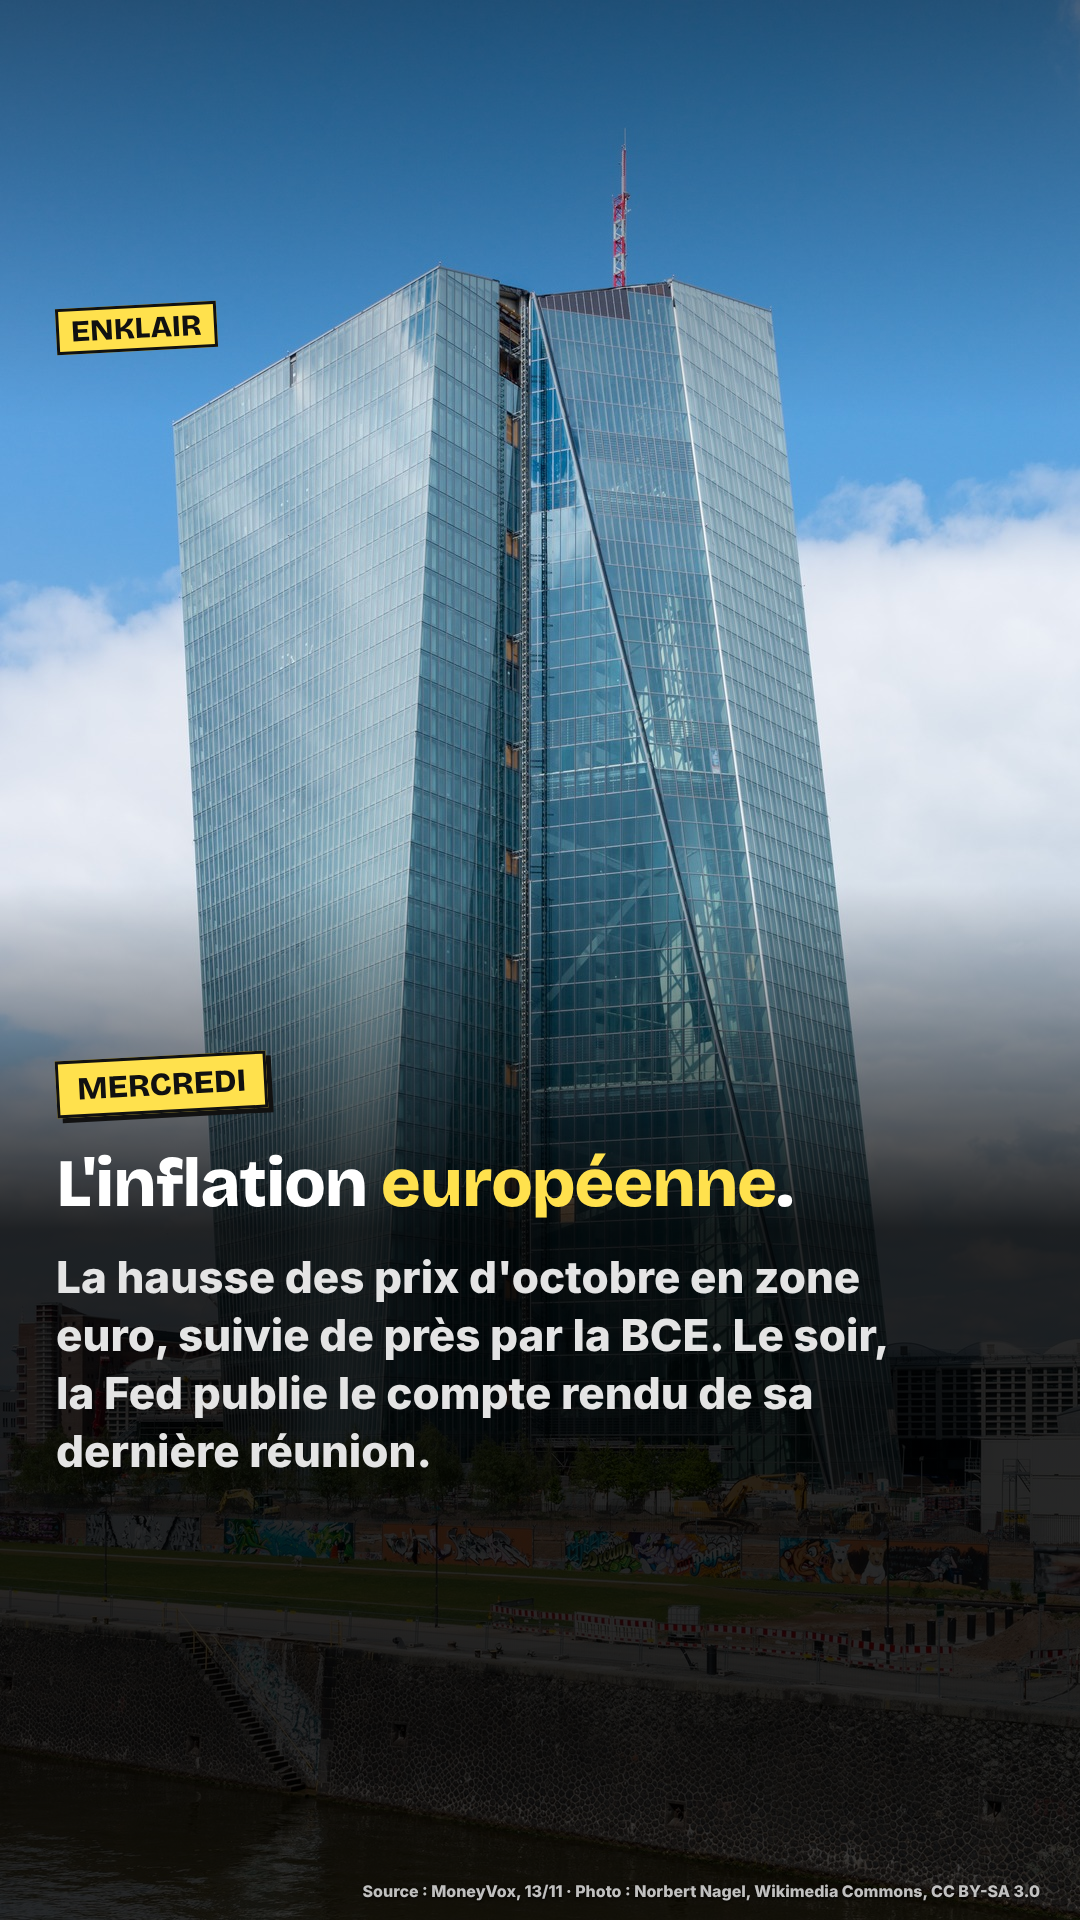 ENKLAIR
MERCREDI
L'inflation européenne.
La hausse des prix d'octobre en zone
euro, suivie de près par la BCE. Le soir,
la Fed publie le compte rendu de sa
dernière réunion.
Source : MoneyVox, 13/11 · Photo : Norbert Nagel, Wikimedia Commons, CC BY-SA 3.0